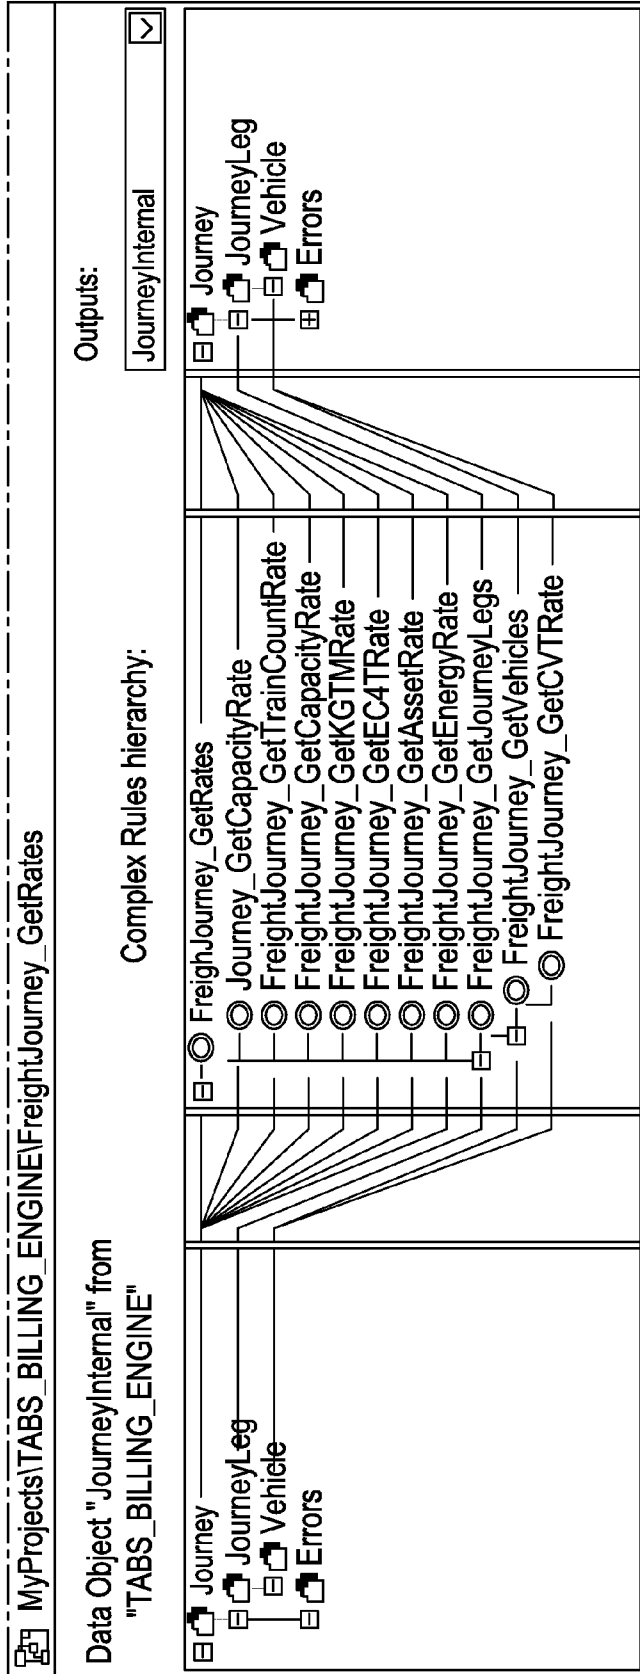 MyProjects\TABS_BILLING_ENGINE\FreightJourney_GetRates
Data Object "JourneyInternal" from
"TABS_BILLING_ENGINE"
Journey
JourneyLeg
Vehicle
Errors
Complex Rules hierarchy:
FreighJourney_GetRates
Journey_GetCapacityRate
FreightJourney_GetTrainCountRate
FreightJourney_GetCapacityRate
FreightJourney_GetKGTMRate
FreightJourney_GetEC4TRate
FreightJourney_GetAssetRate
FreightJourney_GetEnergyRate
FreightJourney_GetJourneyLegs
FreightJourney_GetVehicles
FreightJourney_GetCVTRate
Outputs:
JourneyInternal
Journey
JourneyLeg
Vehicle
Errors